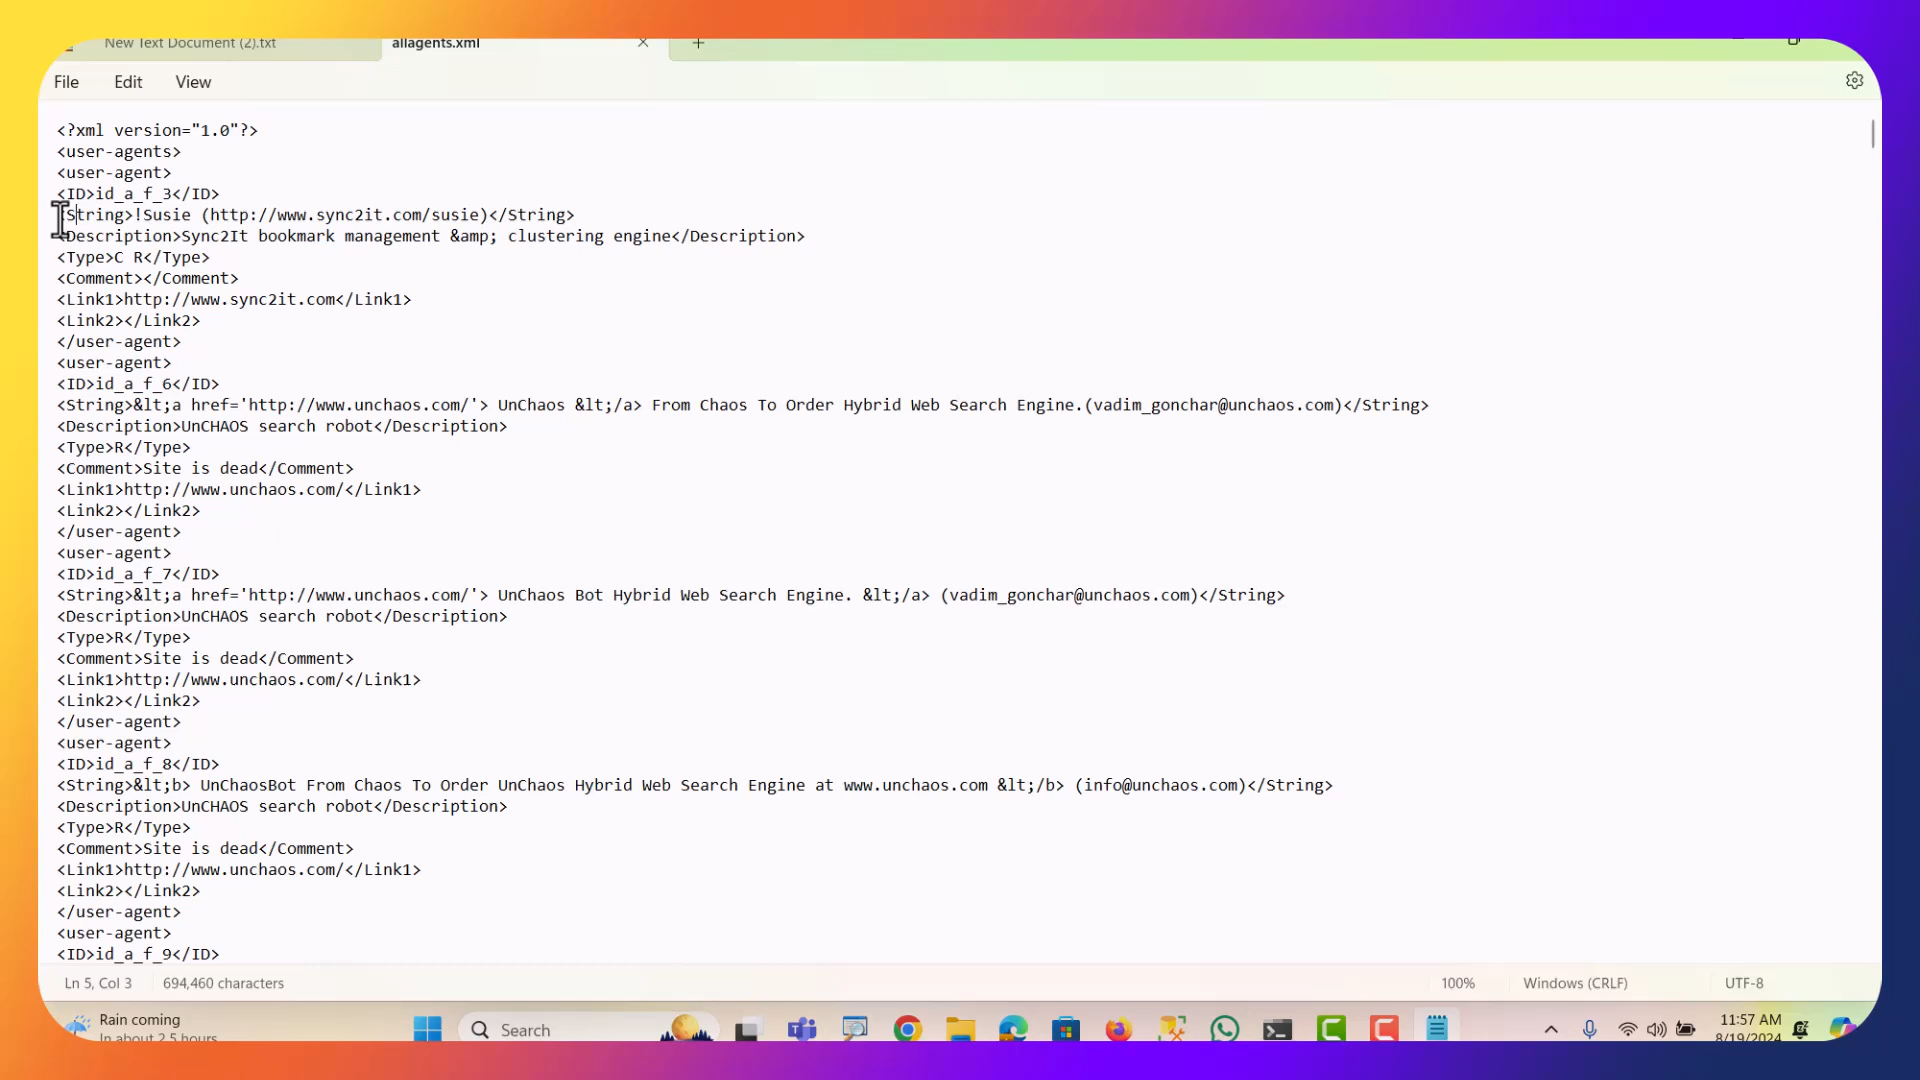 New Text Document (2).txt
allagents.xml
File Edit View
<?xml version="1.0"?>
<user-agents>
<user-agent>
<ID>id_a_f_3</ID>
<String>!Susie (http://www.sync2it.com/susie)</String>
<Description>Sync2It bookmark management &amp; clustering engine</Description>
<Type>C R</Type>
<Comment></Comment>
<Link1>http://www.sync2it.com</Link1>
<Link2></Link2>
</user-agent>
<user-agent>
<ID>id_a_f_6</ID>
<String>&lt;a href='http://www.unchaos.com/'> UnChaos &lt;/a> From Chaos To Order Hybrid Web Search Engine.(vadim_gonchar@unchaos.com)</String>
<Description>UnCHAOS search robot</Description>
<Type>R</Type>
<Comment>Site is dead</Comment>
<Link1>http://www.unchaos.com/</Link1>
<Link2></Link2>
</user-agent>
<user-agent>
<ID>id_a_f_7</ID>
<String>&lt;a href='http://www.unchaos.com/'> UnChaos Bot Hybrid Web Search Engine. &lt;/a> (vadim_gonchar@unchaos.com)</String>
<Description>UnCHAOS search robot</Description>
<Type>R</Type>
<Comment>Site is dead</Comment>
<Link1>http://www.unchaos.com/</Link1>
<Link2></Link2>
</user-agent>
<user-agent>
<ID>id_a_f_8</ID>
<String>&lt;b> UnChaosBot From Chaos To Order UnChaos Hybrid Web Search Engine at www.unchaos.com &lt;/b> (info@unchaos.com)</String>
<Description>UnCHAOS search robot</Description>
<Type>R</Type>
<Comment>Site is dead</Comment>
<Link1>http://www.unchaos.com/</Link1>
<Link2></Link2>
</user-agent>
<user-agent>
<ID>id_a_f_9</ID>
Ln 5, Col 3 694,460 characters 100% Windows (CRLF) UTF-8
Rain coming
In about 2.5 hours
Search
11:57 AM
8/19/2024